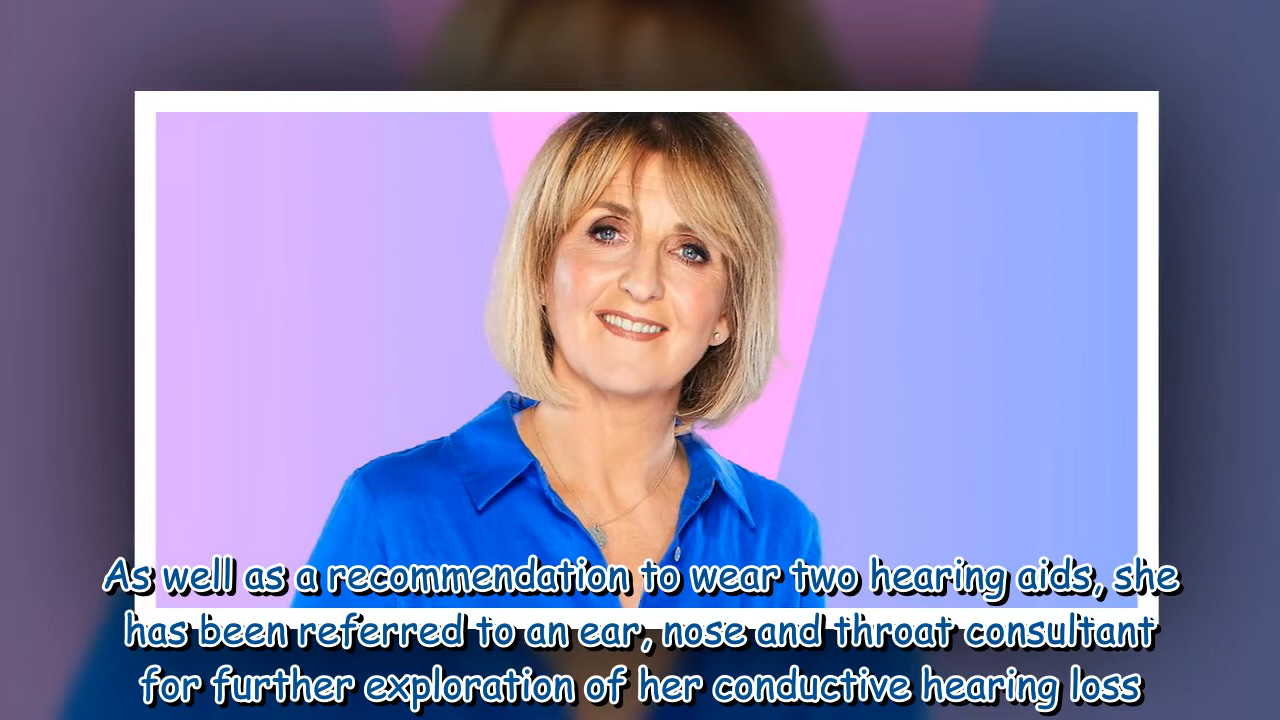 As well as a recommendation to wear two hearing aids, she
has been referred to an ear, nose and throat consultant
for further exploration of her conductive hearing loss